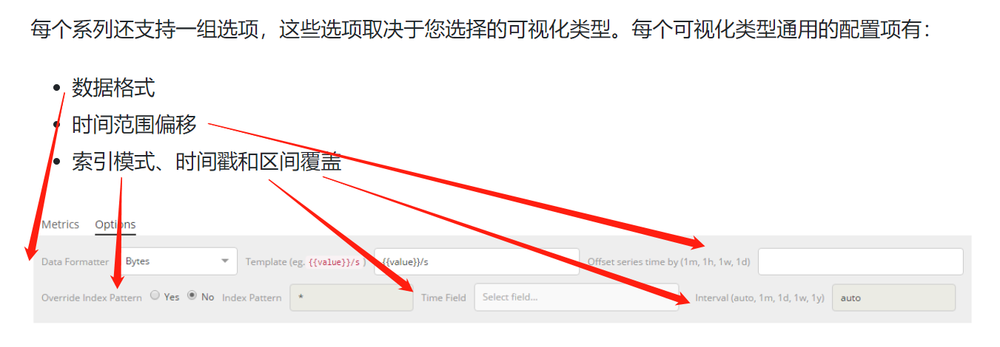 每个系列还支持一组选项，这些选项取决于您选择的可视化类型。每个可视化类型通用的配置项有：
数据格式
时间范围偏移
索引模式、时间戳和区间覆盖
Metrics Options
Data Formatter Bytes Template (eg. {{value}}/s ) {{value}}/s Offset series time by (1m, 1h, 1w, 1d)
Override Index Pattern Yes No Index Pattern * Time Field Select field... Interval (auto, 1m, 1d, 1w, 1y) auto